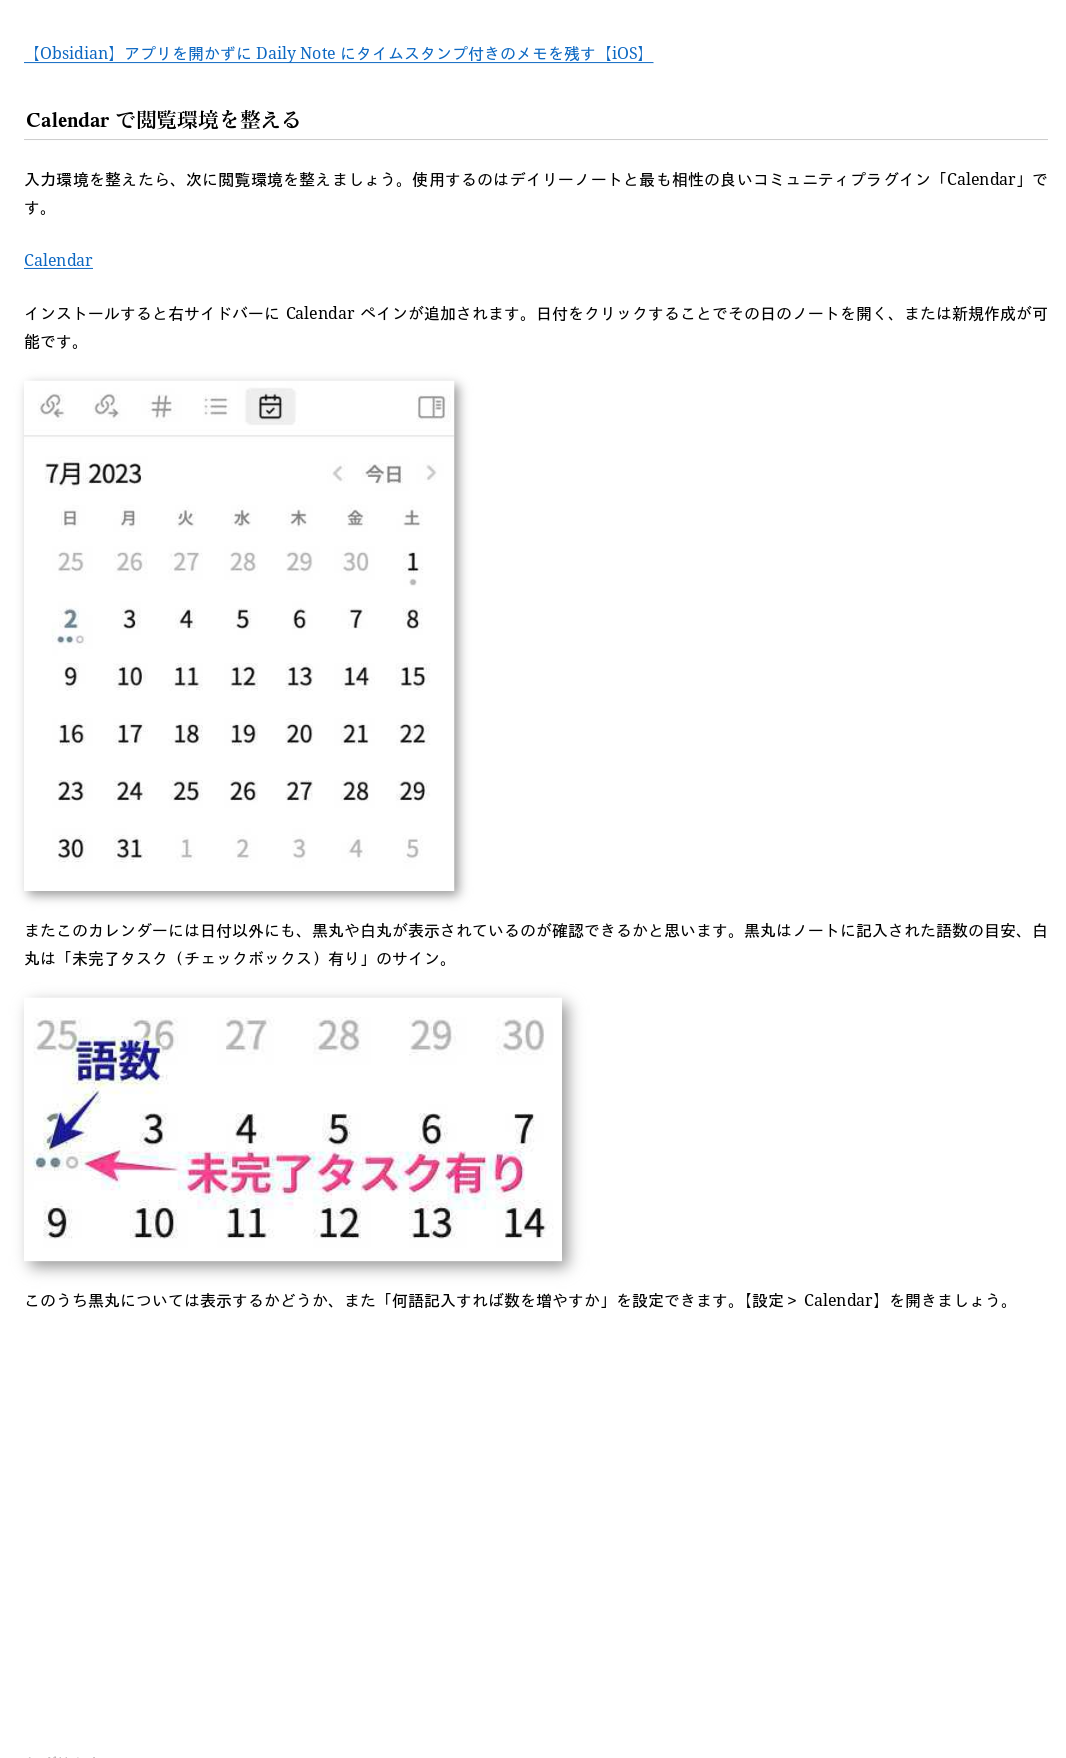 【Obsidian】アプリを開かずに Daily Note にタイムスタンプ付きのメモを残す【iOS】
Calendar で閲覧環境を整える
入力環境を整えたら、次に閲覧環境を整えましょう。使用するのはデイリーノートと最も相性の良いコミュニティプラグイン「Calendar」で
す。
Calendar
インストールすると右サイドバーに Calendar ペインが追加されます。日付をクリックすることでその日のノートを開く、または新規作成が可
能です。
7月 2023 今日
日 月 火 水 木 金 土
25 26 27 28 29 30 1
2 3 4 5 6 7 8
9 10 11 12 13 14 15
16 17 18 19 20 21 22
23 24 25 26 27 28 29
30 31 1 2 3 4 5
またこのカレンダーには日付以外にも、黒丸や白丸が表示されているのが確認できるかと思います。黒丸はノートに記入された語数の目安、白
丸は「未完了タスク（チェックボックス）有り」のサイン。
25 26 27 28 29 30
語数
2 3 4 5 6 7
未完了タスク有り
9 10 11 12 13 14
このうち黒丸については表示するかどうか、また「何語記入すれば数を増やすか」を設定できます。【設定＞ Calendar】を開きましょう。